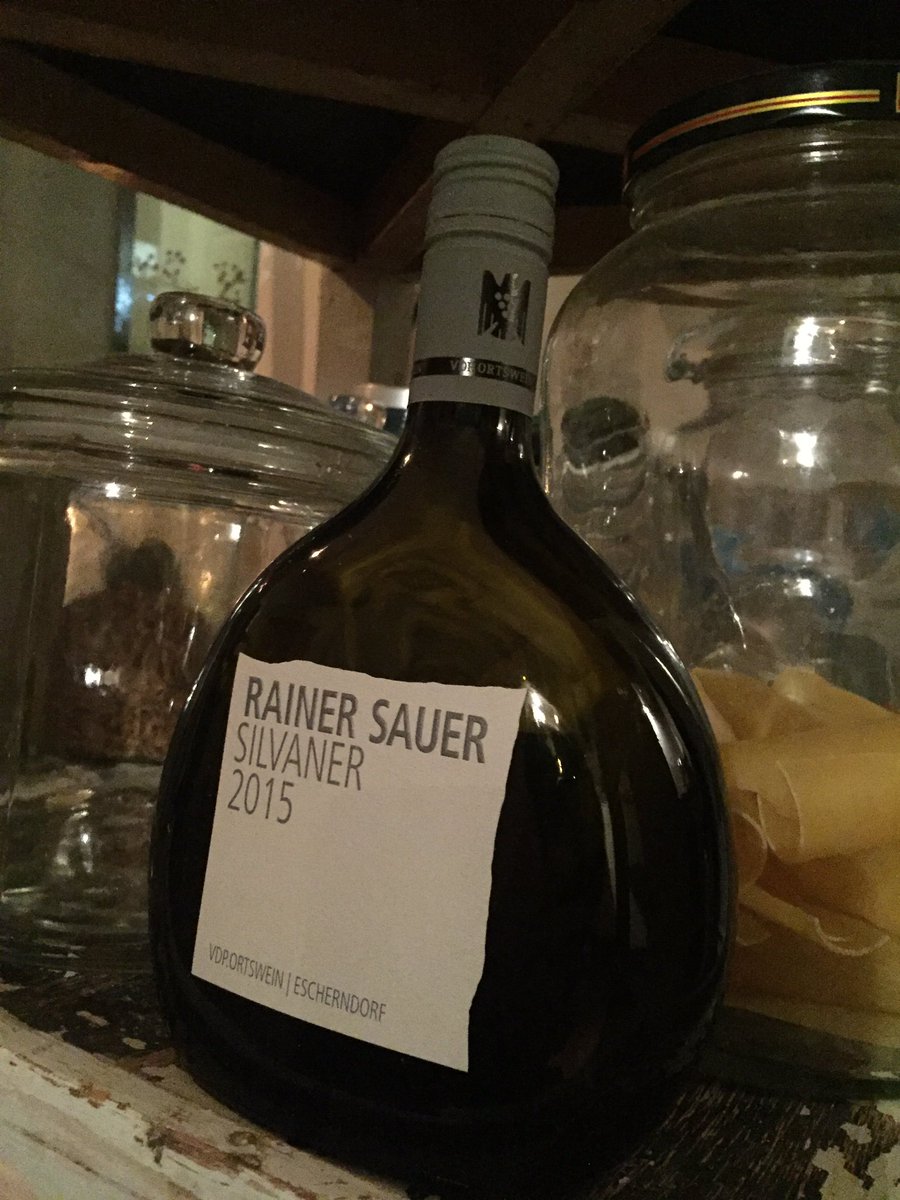 VDP.ORTSWEIN
RAINER SAUER
SILVANER
2015
VDP.ORTSWEIN | ESCHERNDORF